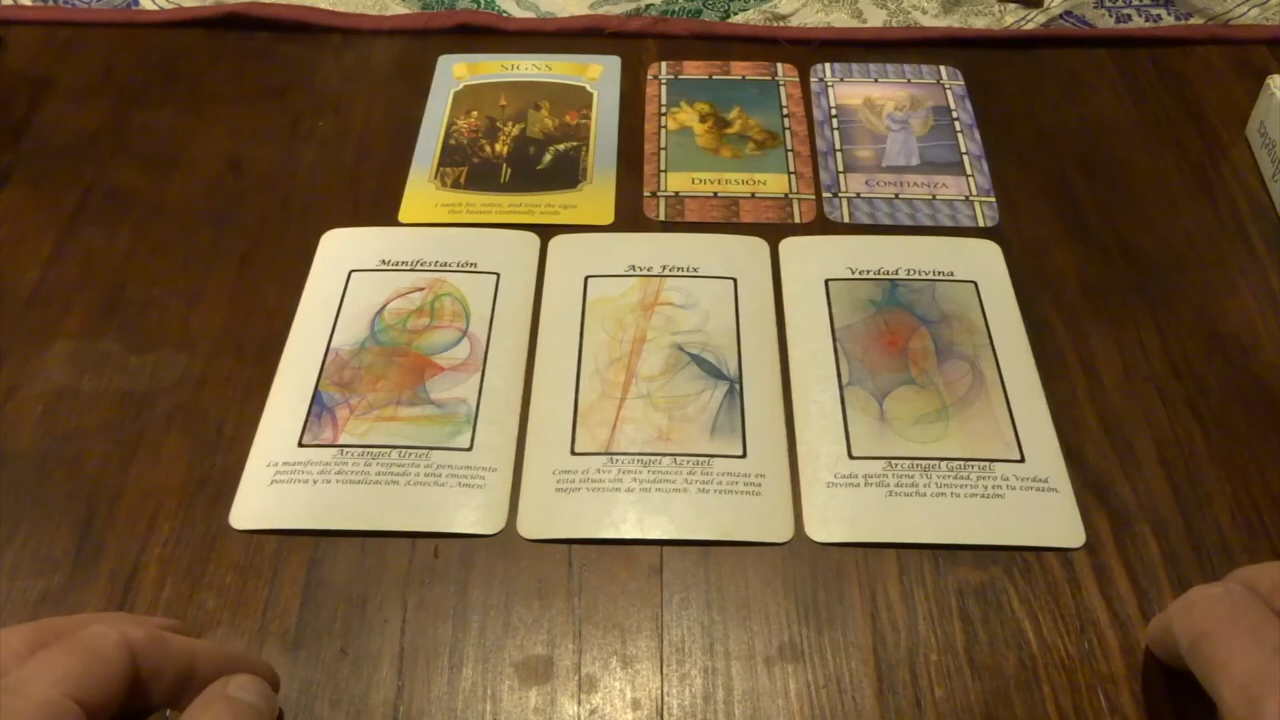 SIGNS
I watch for, notice, and trust the signs
that heaven continually sends.
DIVERSIÓN
CONFIANZA
Manifestación
Arcángel Uriel:
La manifestación es la respuesta al pensamiento
positivo, del decreto, aunado a una emoción
positiva y su visualización. ¡Cosecha! ¡Amen!
Ave Fénix
Arcángel Azrael:
Como el Ave Fenix renaces de las cenizas en
esta situación. Ayúdame Azrael a ser una
mejor versión de mi mism@. Me reinvento.
Verdad Divina
Arcángel Gabriel:
Cada quien tiene SU verdad, pero la Verdad
Divina brilla desde el Universo y en tu corazón.
¡Escucha con tu corazón!